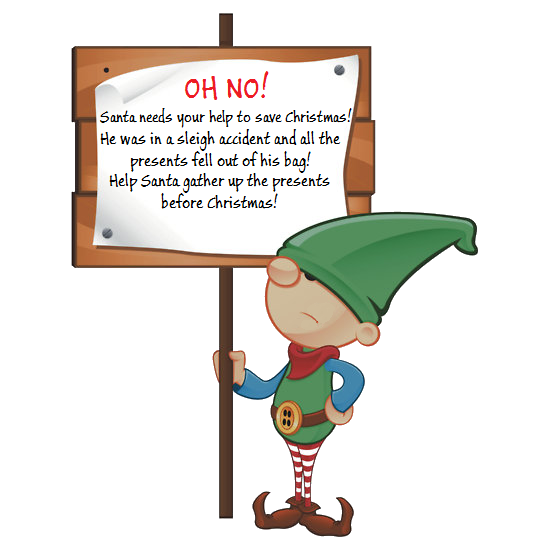 OH NO!
Santa needs your help to save Christmas!
He was in a sleigh accident and all the
presents fell out of his bag!
Help Santa gather up the presents
before Christmas!